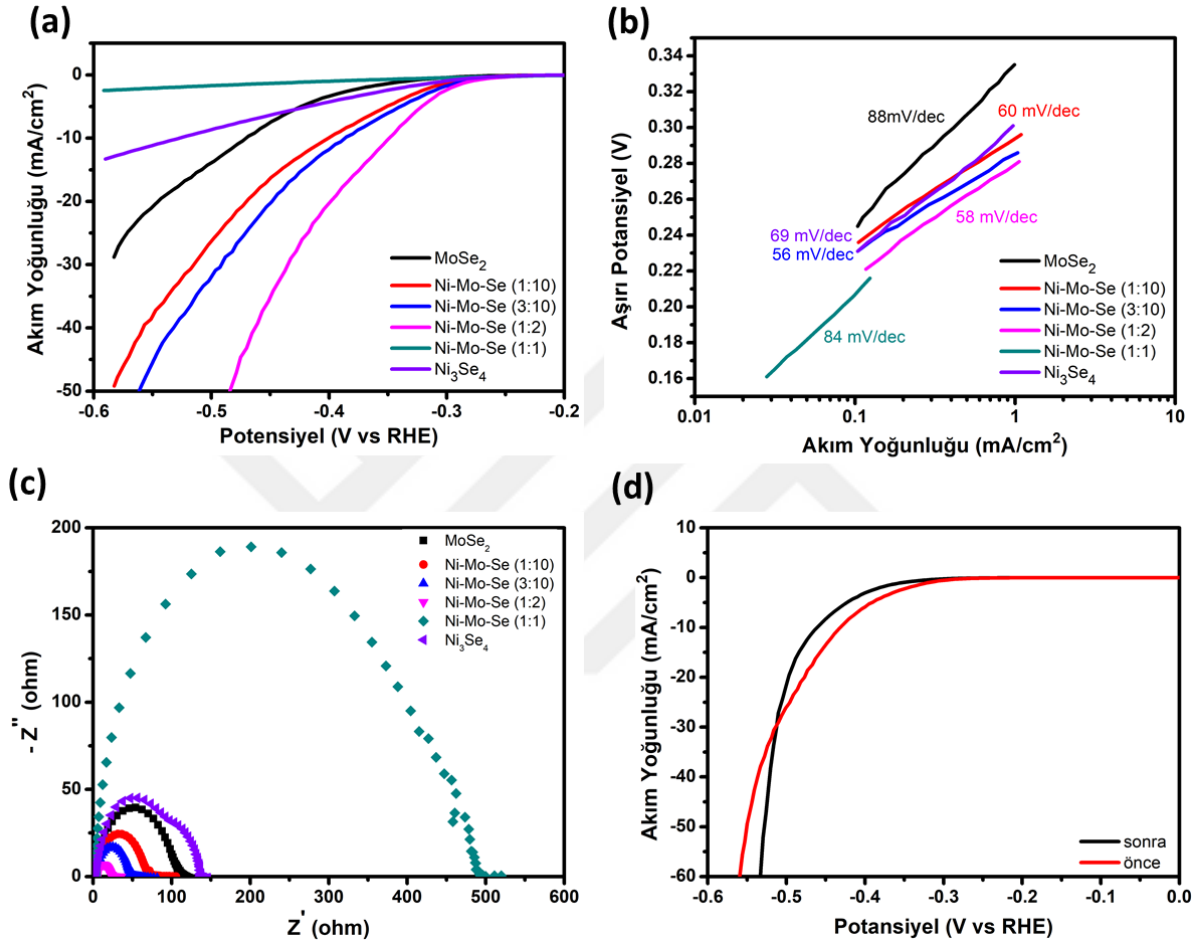 (a)
Akım Yoğunluğu (mA/cm²)
0
-10
-20
-30
-40
-50
MoSe₂
Ni-Mo-Se (1:10)
Ni-Mo-Se (3:10)
Ni-Mo-Se (1:2)
Ni-Mo-Se (1:1)
Ni₃Se₄
-0.6
-0.5
-0.4
-0.3
-0.2
Potensiyel (V vs RHE)
(b)
Aşırı Potansiyel (V)
0.34
0.32
0.30
0.28
0.26
0.24
0.22
0.20
0.18
0.16
88mV/dec
60 mV/dec
69 mV/dec
56 mV/dec
58 mV/dec
84 mV/dec
MoSe₂
Ni-Mo-Se (1:10)
Ni-Mo-Se (3:10)
Ni-Mo-Se (1:2)
Ni-Mo-Se (1:1)
Ni₃Se₄
0.01
0.1
1
10
Akım Yoğunluğu (mA/cm²)
(c)
- Z'' (ohm)
200
150
100
50
0
MoSe₂
Ni-Mo-Se (1:10)
Ni-Mo-Se (3:10)
Ni-Mo-Se (1:2)
Ni-Mo-Se (1:1)
Ni₃Se₄
0
100
200
300
400
500
600
Z' (ohm)
(d)
Akım Yoğunluğu (mA/cm²)
10
0
-10
-20
-30
-40
-50
-60
sonra
önce
-0.6
-0.5
-0.4
-0.3
-0.2
-0.1
0.0
Potansiyel (V vs RHE)